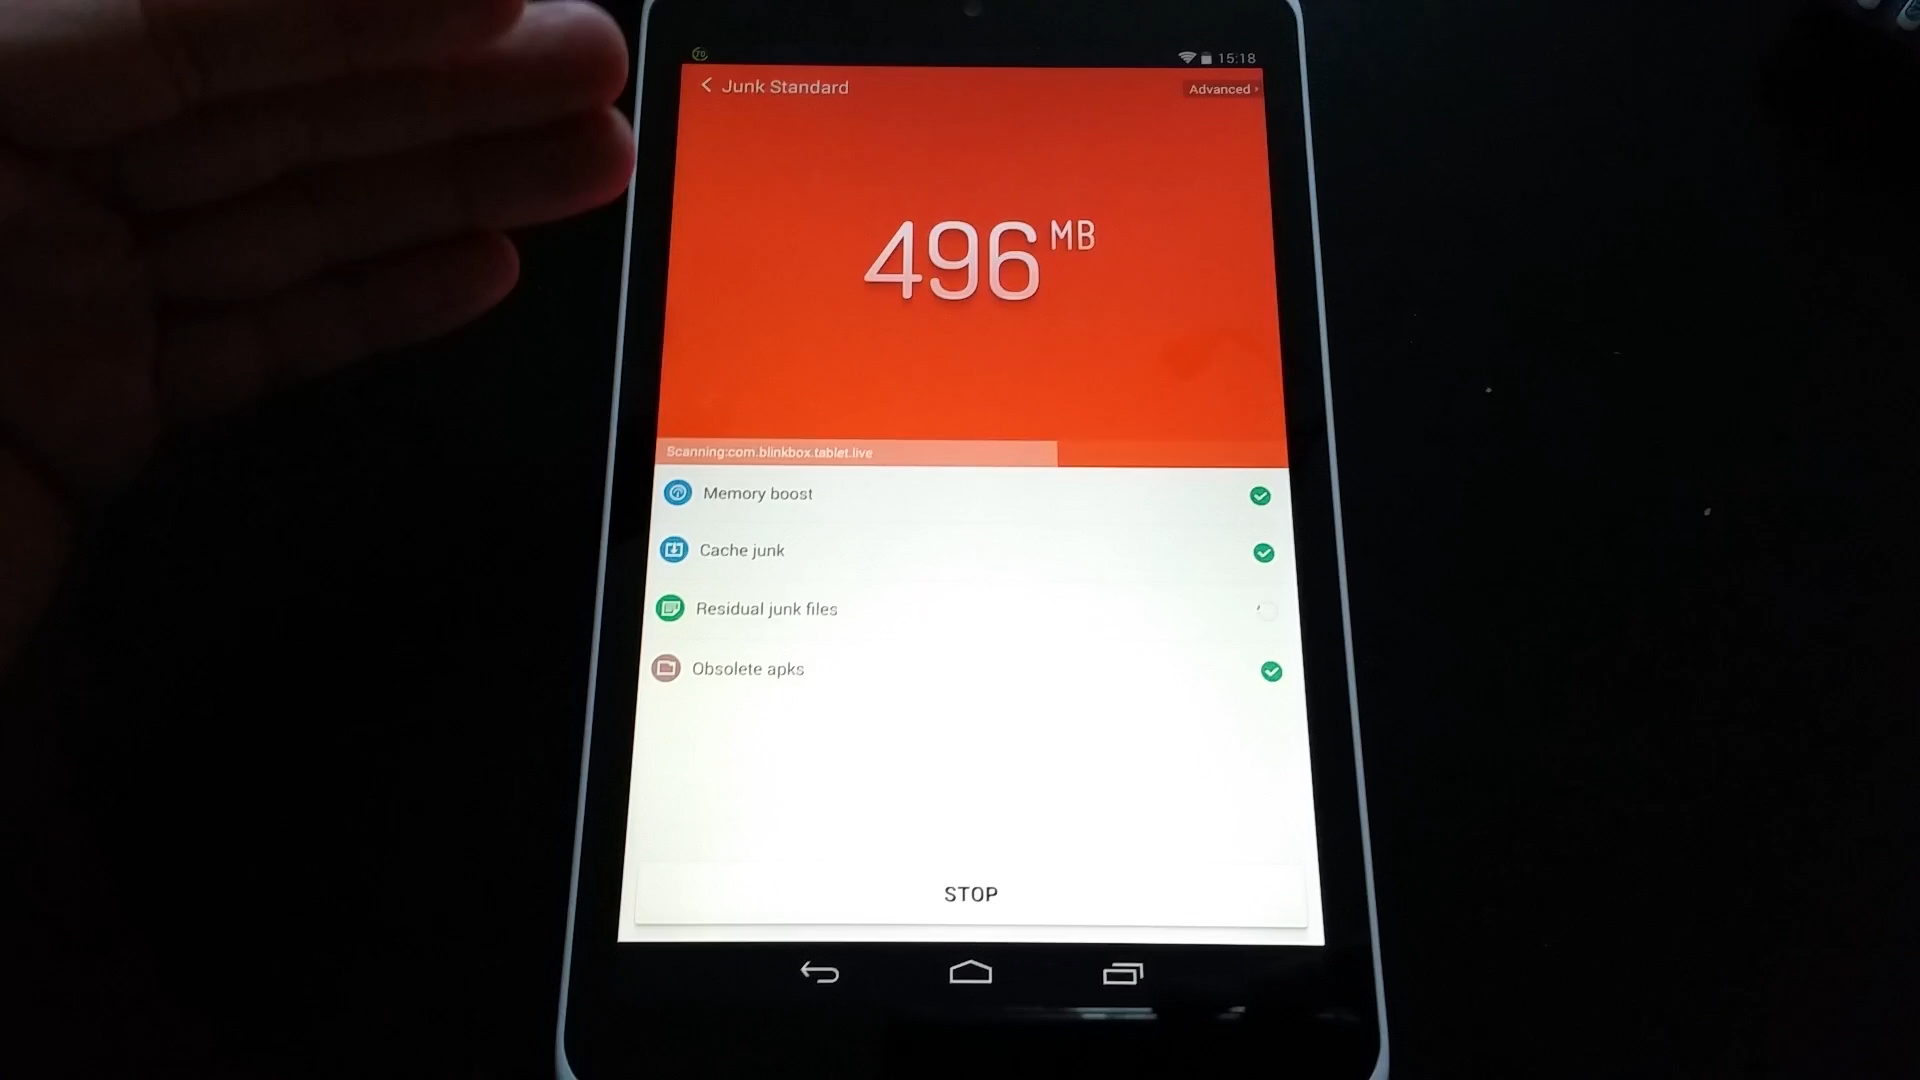 15:18
Junk Standard
Advanced
496 MB
Scanning:com.blinkbox.tablet.live
Memory boost
Cache junk
Residual junk files
Obsolete apks
STOP